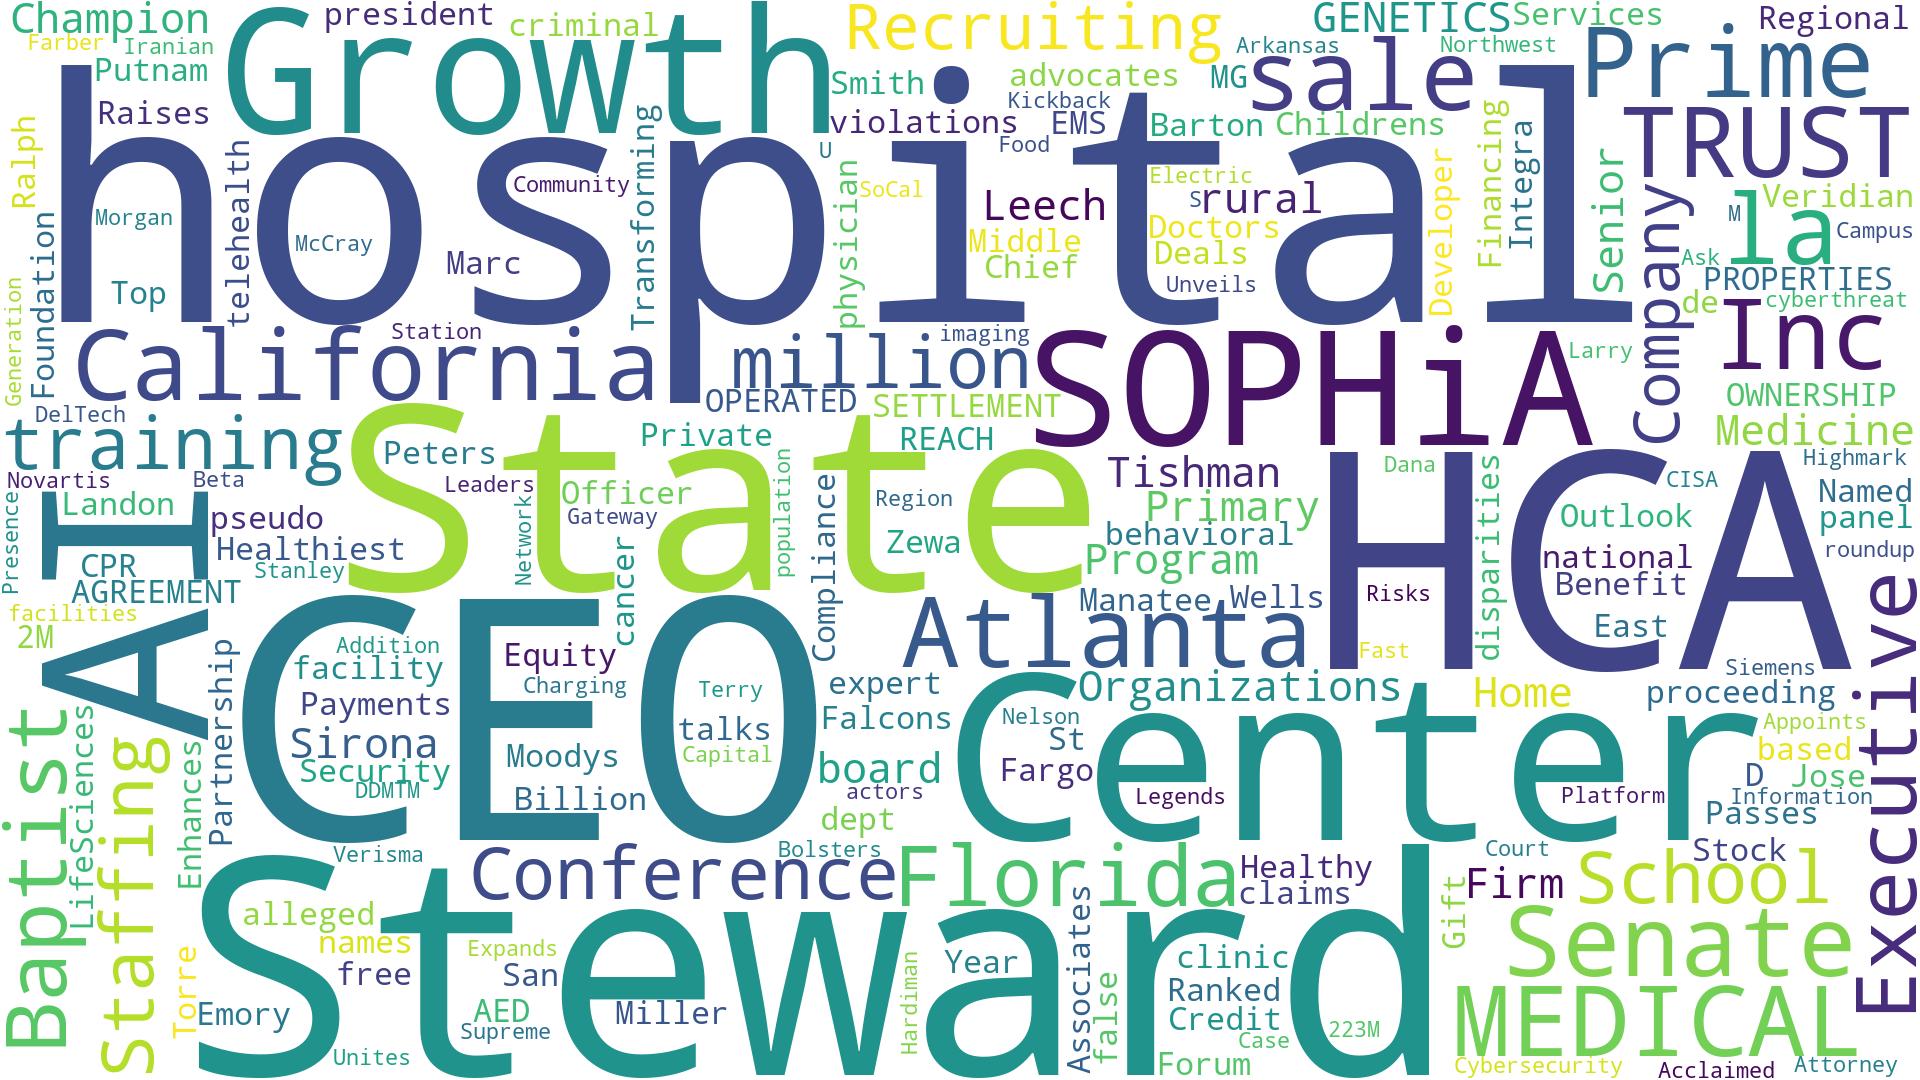 Champion
president
criminal
Recruiting
GENETICS
Services
Regional
Farber
Iranian
Growth
Arkansas
Northwest
Prime
Putnam
Smith
advocates
MG
sale
Raises
violations
Kickback
EMS
Barton
Childrens
Financing
Integra
TRUST
Ralph
telehealth
hospital
Transforming
U
Food
physician
SoCal
Community
Electric
S
rural
Developer
Senior
company
Veridian
Morgan
McCray
Leech
Doctors
M
la
Campus
Foundation
Marc
Middle
Deals
Chief
Ask
PROPERTIES
Top
Unveils
de
cyberthreat
Generation
Station
imaging
Inc
California
million
SOPHiA
Larry
DelTech
OPERATED
SETTLEMENT
OWNERSHIP
training
State
Private
REACH
Medicine
Peters
Tishman
Dana
Highmark
Novartis
Beta
Leaders
Officer
population
Compliance
Region
Primary
HCA
disparities
CISA
Named
Landon
pseudo
Gateway
Outlook
panel
Presence
AI
Healthiest
Network
Zewa
behavioral
national
roundup
CPR
Stanley
cancer
Program
Benefit
AGREEMENT
Manatee
Wells
Risks
Executive
facilities
CEO
Atlanta
East
2M
Addition
Equity
Fast
Partnership
facility
Charging
Terry
expert
Center
Organizations
Home
Siemens
proceeding
Payments
talks
Falcons
Nelson
Appoints
Baptist
LifeSciences
Staffing
Enhances
Sirona
Moodys
Capital
St
based
Security
board
Fargo
D
Jose
DDMTM
Billion
actors
Legends
Platform
Information
dept
Passes
Verisma
Bolsters
Court
Stock
Steward
Conference
Florida
Healthy
Firm
School
claims
alleged
Associates
Gift
Senate
names
Expands
Hardiman
Year
clinic
Torre
free
San
false
Ranked
MEDICAL
Emory
AED
Miller
Credit
Supreme
223M
Case
Unites
Forum
Cybersecurity
Acclaimed
Attorney